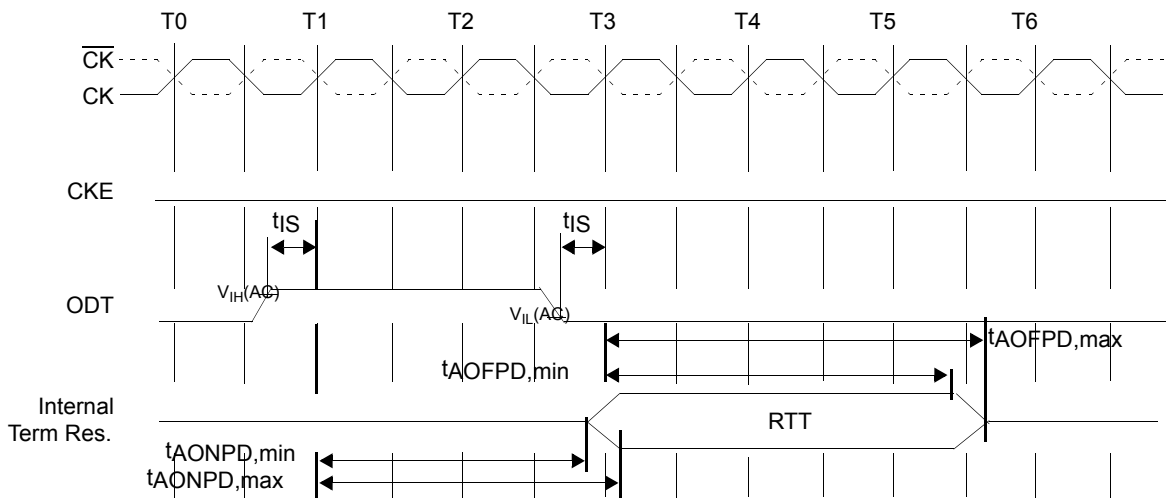 T0 T1 T2 T3 T4 T5 T6
CK
CK
CKE
tIS tIS
VIH(AC)
ODT
VIL(AC)
tAOFPD,max
tAOFPD,min
Internal
Term Res.
RTT
tAONPD,min
tAONPD,max